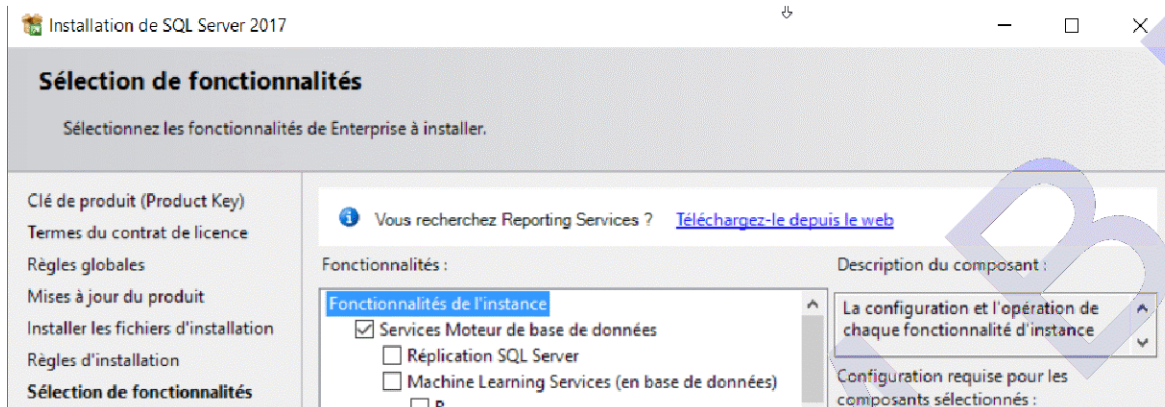 Installation de SQL Server 2017
Sélection de fonctionnalités
Sélectionnez les fonctionnalités de Enterprise à installer.
Clé de produit (Product Key)
Termes du contrat de licence
Règles globales
Mises à jour du produit
Installer les fichiers d'installation
Règles d'installation
Sélection de fonctionnalités
Vous recherchez Reporting Services ? Téléchargez-le depuis le web
Fonctionnalités :
Fonctionnalités de l'instance
Services Moteur de base de données
Réplication SQL Server
Machine Learning Services (en base de données)
R
Description du composant :
La configuration et l'opération de
chaque fonctionnalité d'instance
Configuration requise pour les
composants sélectionnés :